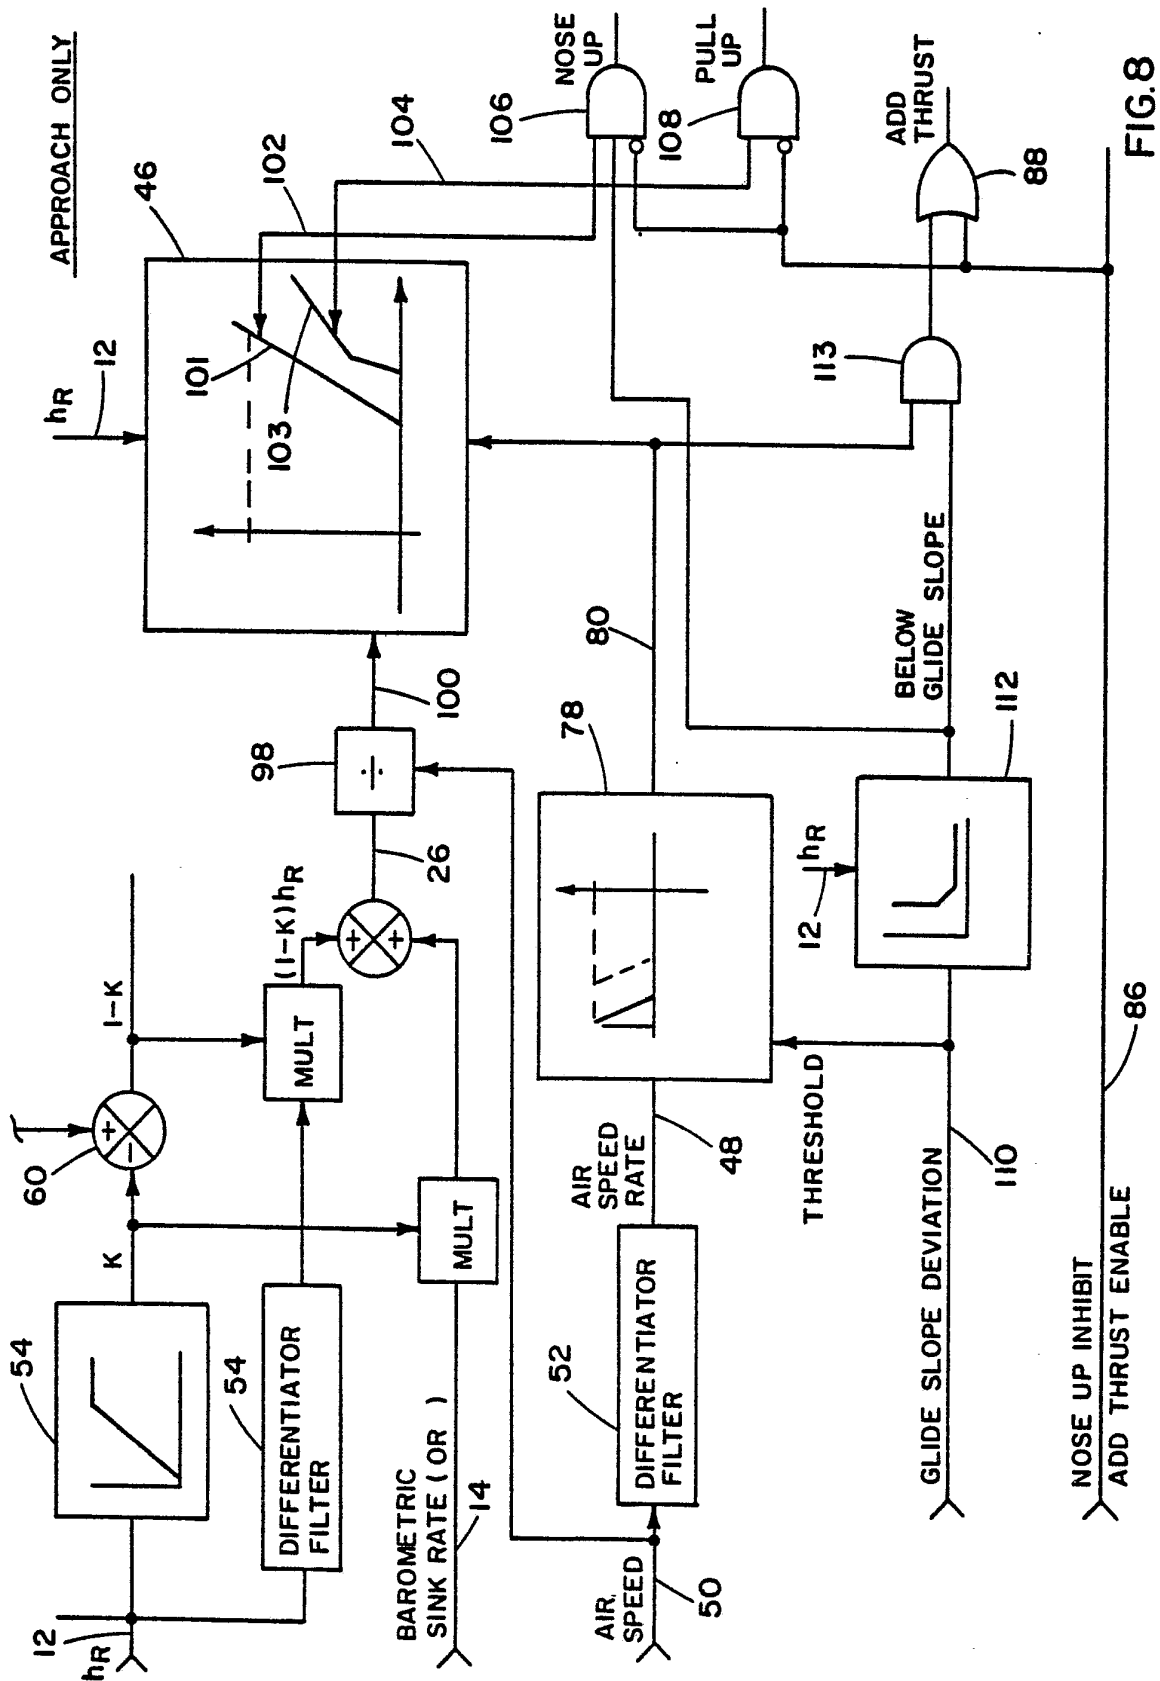 APPROACH ONLY
hR
12
54
K
60
+
−
1−K
12
hR
46
101
103
102
104
54
DIFFERENTIATOR
FILTER
MULT
(1−K)hR
+
+
26
98
÷
100
BAROMETRIC
SINK RATE (OR )
14
MULT
AIR
SPEED
50
52
DIFFERENTIATOR
FILTER
AIR
SPEED
RATE
48
78
80
106
NOSE
UP
108
PULL
UP
THRESHOLD
GLIDE SLOPE DEVIATION
110
12
hR
112
BELOW
GLIDE SLOPE
113
ADD
THRUST
88
NOSE UP INHIBIT
ADD THRUST ENABLE
86
FIG.8